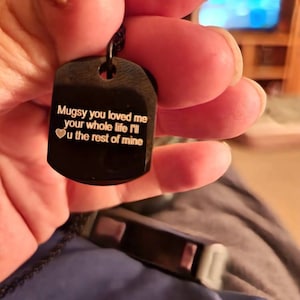 Mugsy you loved me
your whole life I'll
♥u the rest of mine